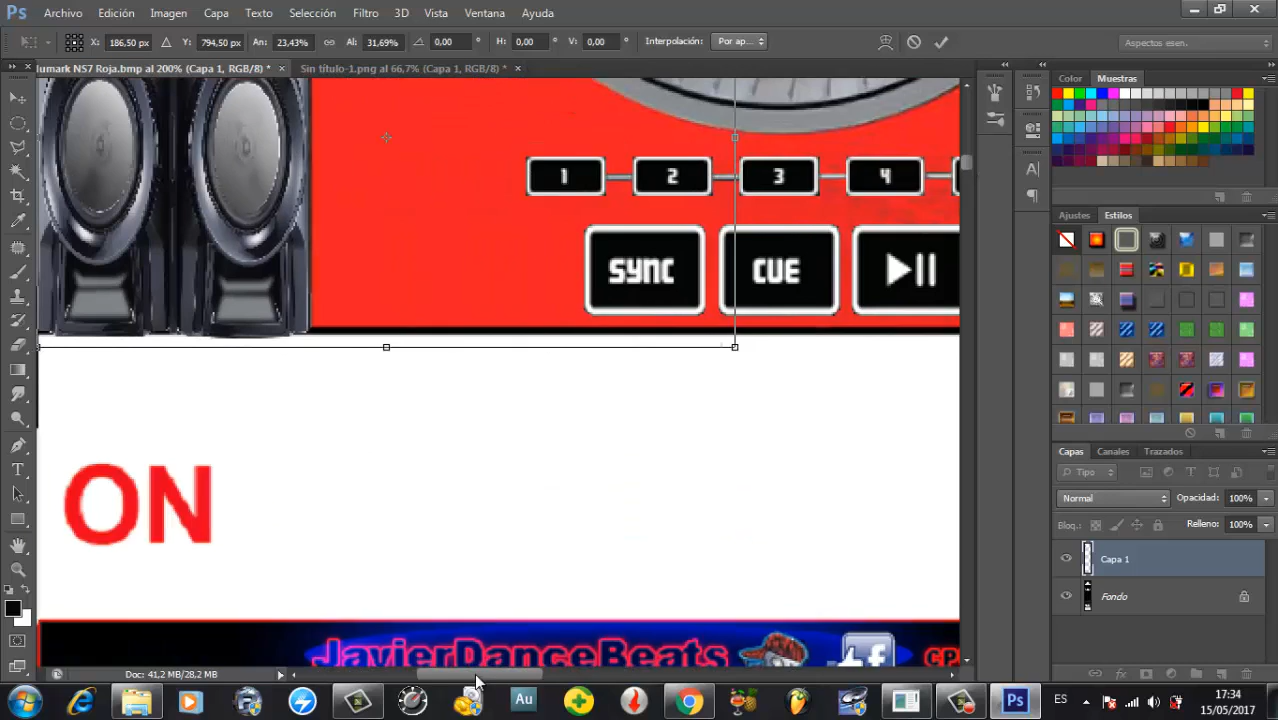 Ps Archivo Edición Imagen Capa Texto Selección Filtro 3D Vista Ventana Ayuda
X: 186,50 px Y: 794,50 px An: 23,43% Al: 31,69% 0,00 ° H: 0,00 ° V: 0,00 ° Interpolación: Por ap... Aspectos esen.
lumark NS7 Roja.bmp al 200% (Capa 1, RGB/8) * × Sin título-1.png al 66,7% (Capa 1, RGB/8) * ×
Color Muestras
1 2 3 4
Ajustes Estilos
SYNC CUE
ON
Capas Canales Trazados
Tipo
Normal Opacidad: 100%
Bloq.: Relleno: 100%
Capa 1
Fondo
JavierDanceBeats
Doc: 41,2 MB/28,2 MB
Au Ps ES 17:34
15/05/2017